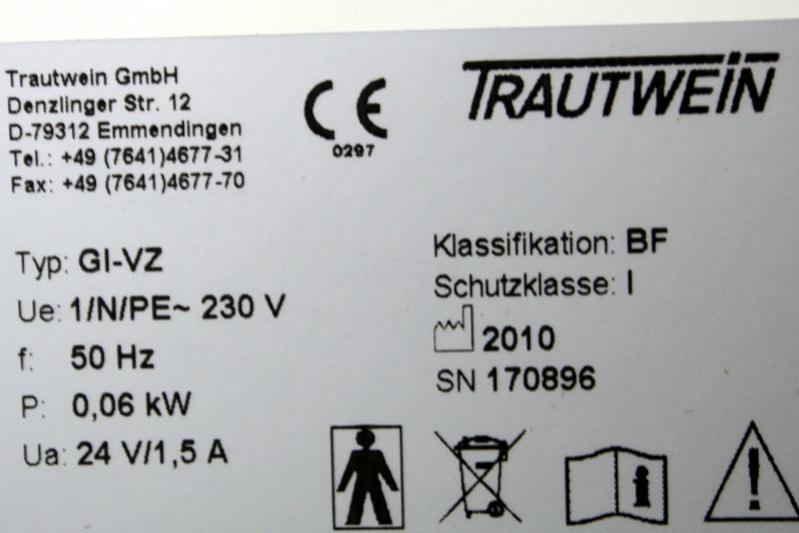 Trautwein GmbH
Denzlinger Str. 12
D-79312 Emmendingen
Tel.: +49 (7641)4677-31
Fax: +49 (7641)4677-70
CE
0297
TRAUTWEIN
Typ: GI-VZ
Ue: 1/N/PE~ 230 V
f: 50 Hz
P: 0,06 kW
Ua: 24 V/1,5 A
Klassifikation: BF
Schutzklasse: I
2010
SN 170896